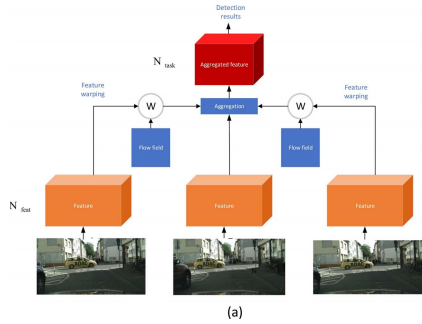 Detection
results
N task
Aggregated feature
Feature
warping
W
Aggregation
W
Feature
warping
Flow field
Flow field
N feat
Feature
Feature
Feature
(a)